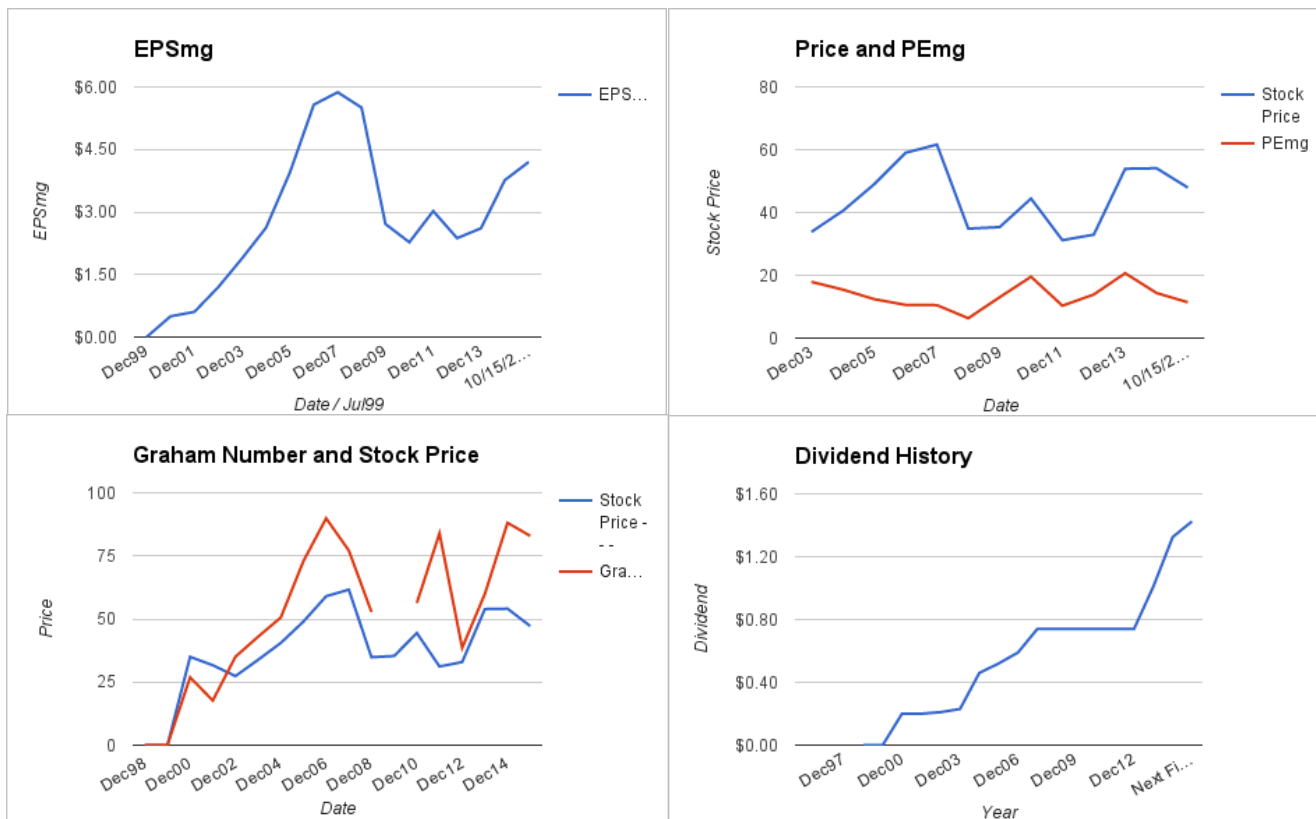 EPSmg
$6.00
$4.50
$3.00
$1.50
$0.00
EPSmg
EPS...
Dec99
Dec01
Dec03
Dec05
Dec07
Dec09
Dec11
Dec13
10/15/2...
Date / Jul99
Price and PEmg
80
60
40
20
0
Stock Price
Stock
Price
PEmg
Dec03
Dec05
Dec07
Dec09
Dec11
Dec13
10/15/2...
Date
Graham Number and Stock Price
100
75
50
25
0
Price
Stock
Price -
- -
Gra...
Dec98
Dec00
Dec02
Dec04
Dec06
Dec08
Dec10
Dec12
Dec14
Date
Dividend History
$1.60
$1.20
$0.80
$0.40
$0.00
Dividend
Dec97
Dec00
Dec03
Dec06
Dec09
Dec12
Next Fi...
Year